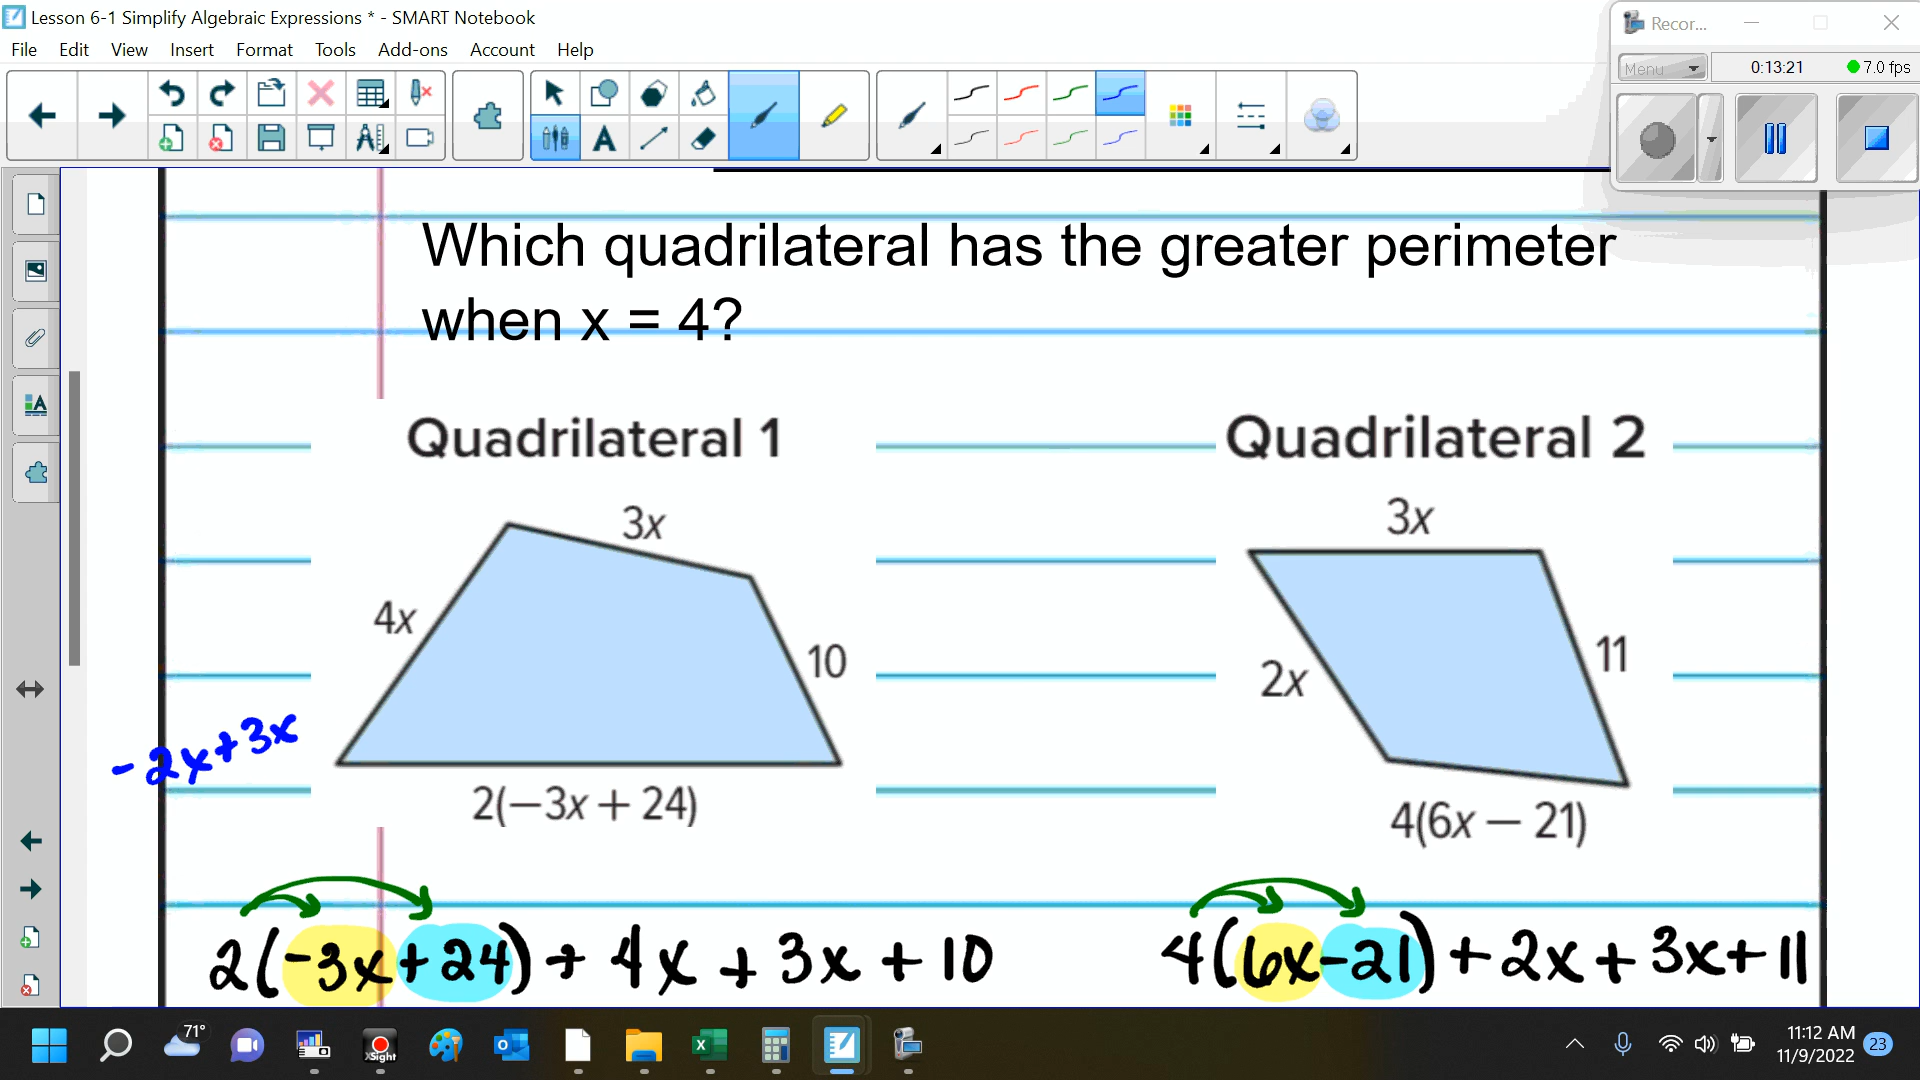 Lesson 6-1 Simplify Algebraic Expressions * - SMART Notebook
Recor...
File Edit View Insert Format Tools Add-ons Account Help
Menu 0:13:21 7.0 fps
Which quadrilateral has the greater perimeter
when x = 4?
Quadrilateral 1 Quadrilateral 2
3x 3x
4x 10 2x 11
-2x+3x
2(−3x + 24) 4(6x − 21)
2(-3x+24)+4x+3x+10 4(6x-21)+2x+3x+11
71°
XSight
11:12 AM
11/9/2022 23